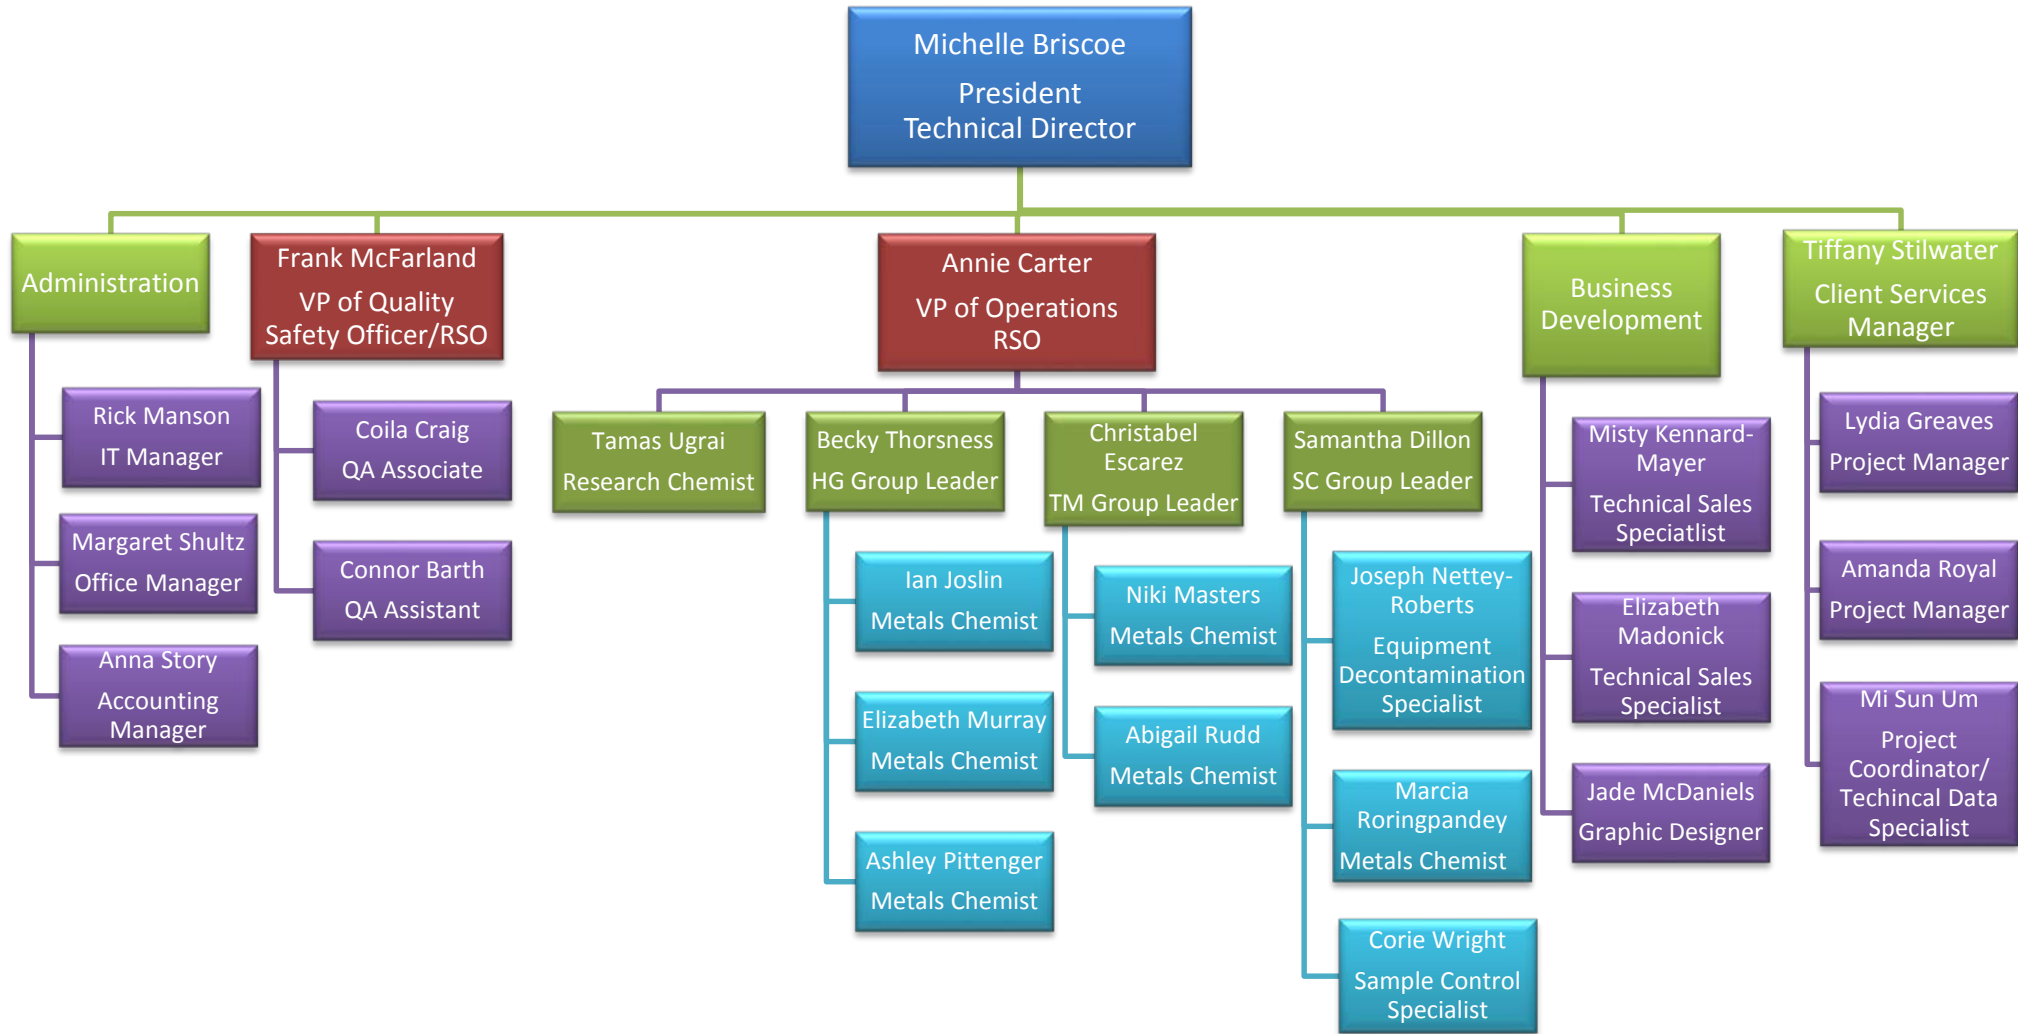 Michelle Briscoe
President
Technical Director
Administration
Rick Manson
IT Manager
Margaret Shultz
Office Manager
Anna Story
Accounting
Manager
Frank McFarland
VP of Quality
Safety Officer/RSO
Coila Craig
QA Associate
Connor Barth
QA Assistant
Annie Carter
VP of Operations
RSO
Tamas Ugrai
Research Chemist
Becky Thorsness
HG Group Leader
Ian Joslin
Metals Chemist
Elizabeth Murray
Metals Chemist
Ashley Pittenger
Metals Chemist
Christabel
Escarez
TM Group Leader
Niki Masters
Metals Chemist
Abigail Rudd
Metals Chemist
Samantha Dillon
SC Group Leader
Joseph Nettey-
Roberts
Equipment
Decontamination
Specialist
Marcia
Roringpandey
Metals Chemist
Corie Wright
Sample Control
Specialist
Business
Development
Misty Kennard-
Mayer
Technical Sales
Speciatlist
Elizabeth
Madonick
Technical Sales
Specialist
Jade McDaniels
Graphic Designer
Tiffany Stilwater
Client Services
Manager
Lydia Greaves
Project Manager
Amanda Royal
Project Manager
Mi Sun Um
Project
Coordinator/
Techincal Data
Specialist